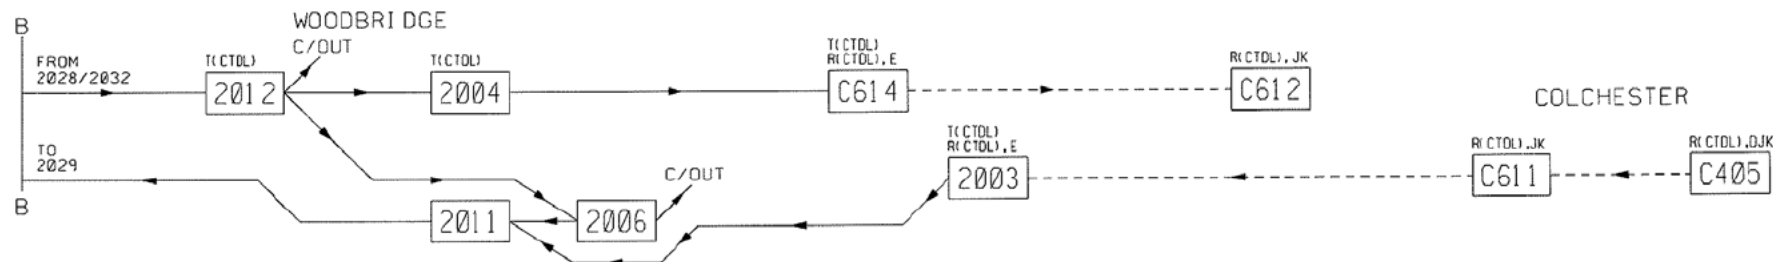 B
WOODBRIDGE
C/OUT
FROM
2028/2032
T(CTDL)
2012
T(CTDL)
2004
T(CTDL)
R(CTDL),E
C614
R(CTDL),JK
C612
COLCHESTER
TO
2029
T(CTDL)
R(CTDL),E
2003
R(CTDL),JK
C611
R(CTDL),DJK
C405
C/OUT
2011
2006
B